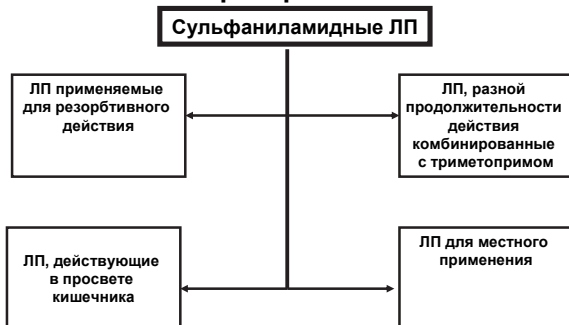 Сульфаниламидные ЛП
ЛП применяемые
для резорбтивного
действия
ЛП, разной
продолжительности
действия
комбинированные
с триметопримом
ЛП, действующие
в просвете
кишечника
ЛП для местного
применения